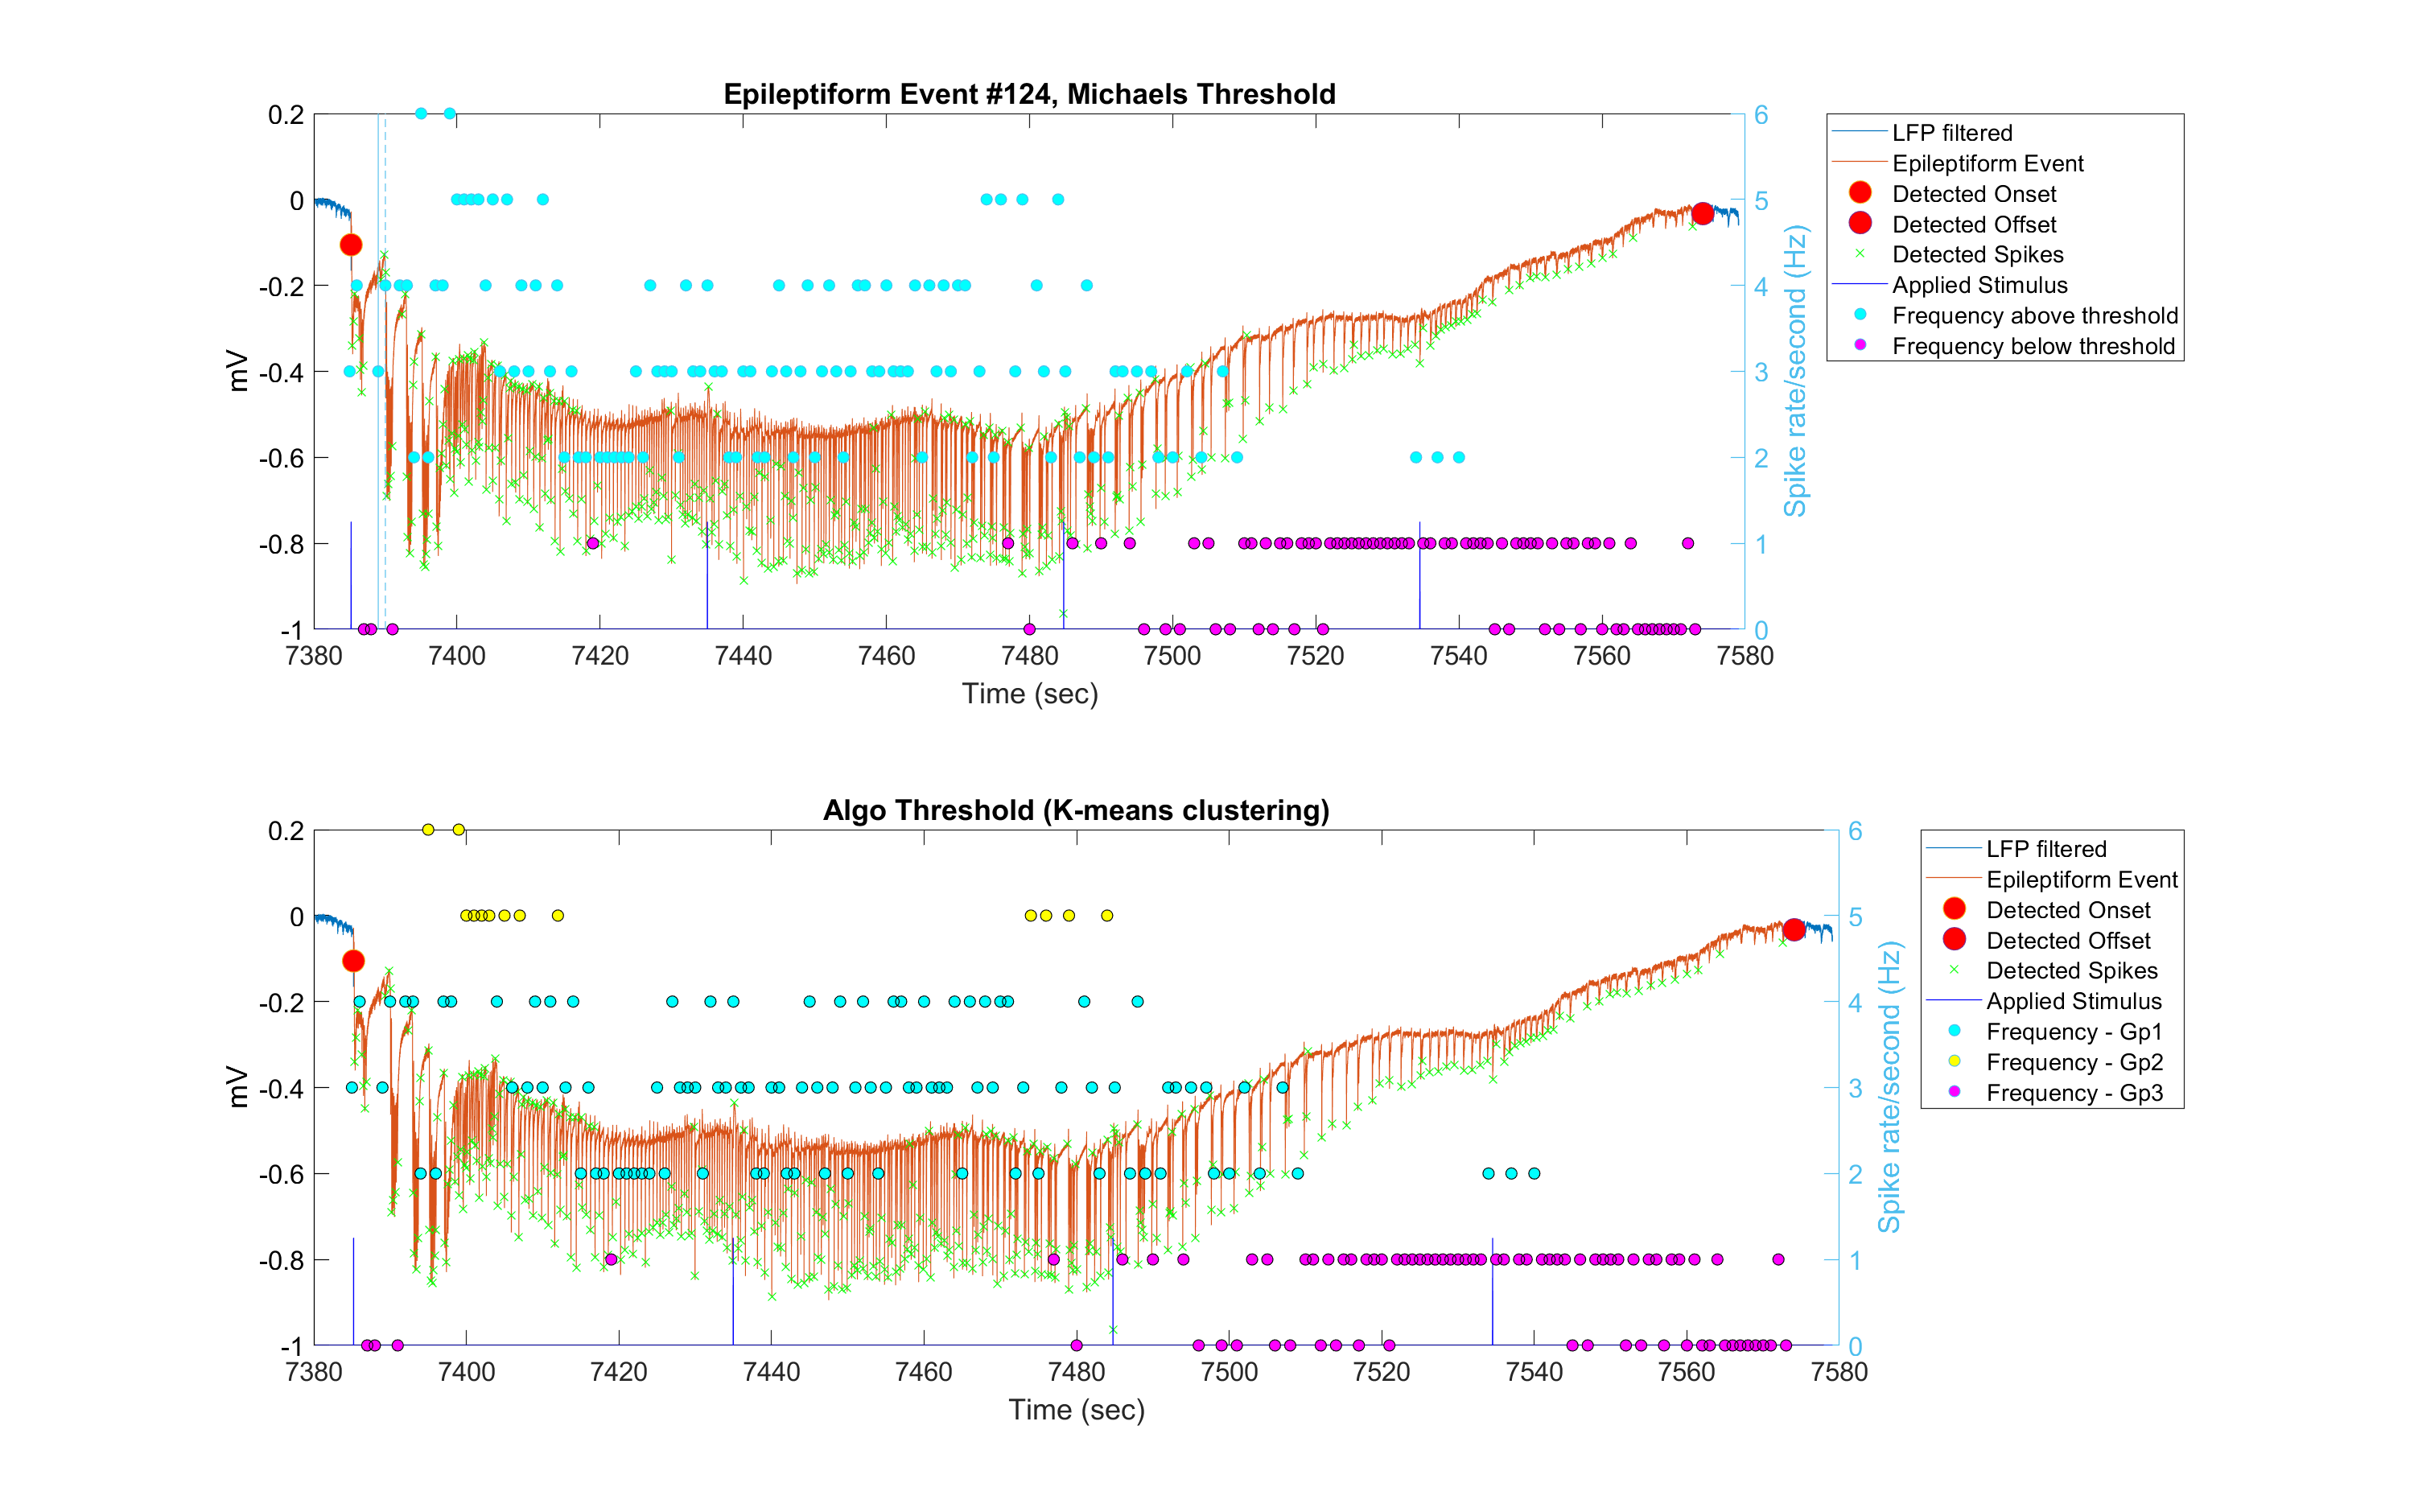 Epileptiform Event #124, Michaels Threshold
0.2
0
-0.2
-0.4
-0.6
-0.8
-1
mV
7380 7400 7420 7440 7460 7480 7500 7520 7540 7560 7580
Time (sec)
6
5
4
3
2
1
0
Spike rate/second (Hz)
LFP filtered
Epileptiform Event
Detected Onset
Detected Offset
Detected Spikes
Applied Stimulus
Frequency above threshold
Frequency below threshold
Algo Threshold (K-means clustering)
0.2
0
-0.2
-0.4
-0.6
-0.8
-1
mV
7380 7400 7420 7440 7460 7480 7500 7520 7540 7560 7580
Time (sec)
6
5
4
3
2
1
0
Spike rate/second (Hz)
LFP filtered
Epileptiform Event
Detected Onset
Detected Offset
Detected Spikes
Applied Stimulus
Frequency - Gp1
Frequency - Gp2
Frequency - Gp3